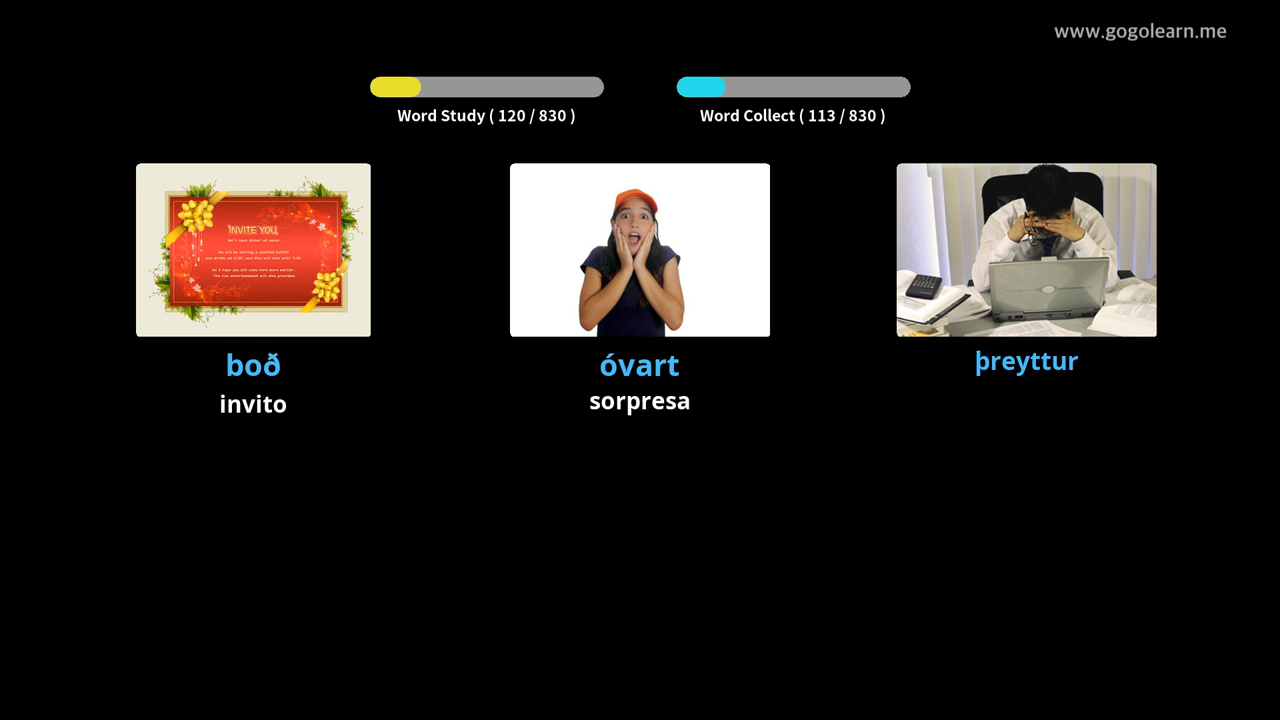 www.gogolearn.me
Word Study ( 120 / 830 )
Word Collect ( 113 / 830 )
INVITE YOU
boð
óvart
þreyttur
invito
sorpresa